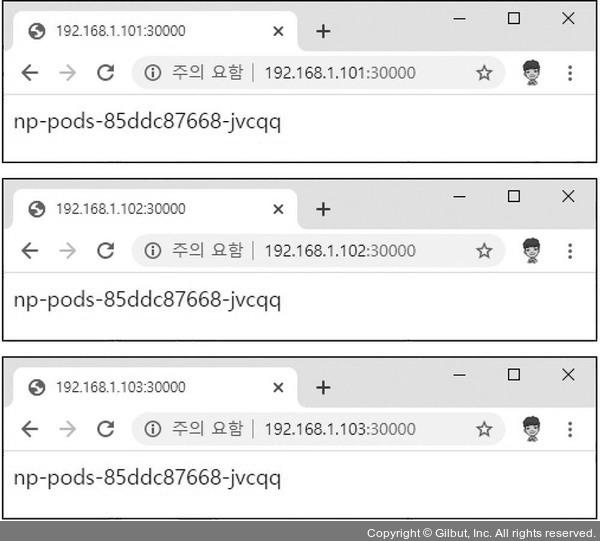 192.168.1.101:30000
주의 요함 192.168.1.101:30000
np-pods-85ddc87668-jvcqq
192.168.1.102:30000
주의 요함 192.168.1.102:30000
np-pods-85ddc87668-jvcqq
192.168.1.103:30000
주의 요함 192.168.1.103:30000
np-pods-85ddc87668-jvcqq
Copyright © Gilbut, Inc. All rights reserved.